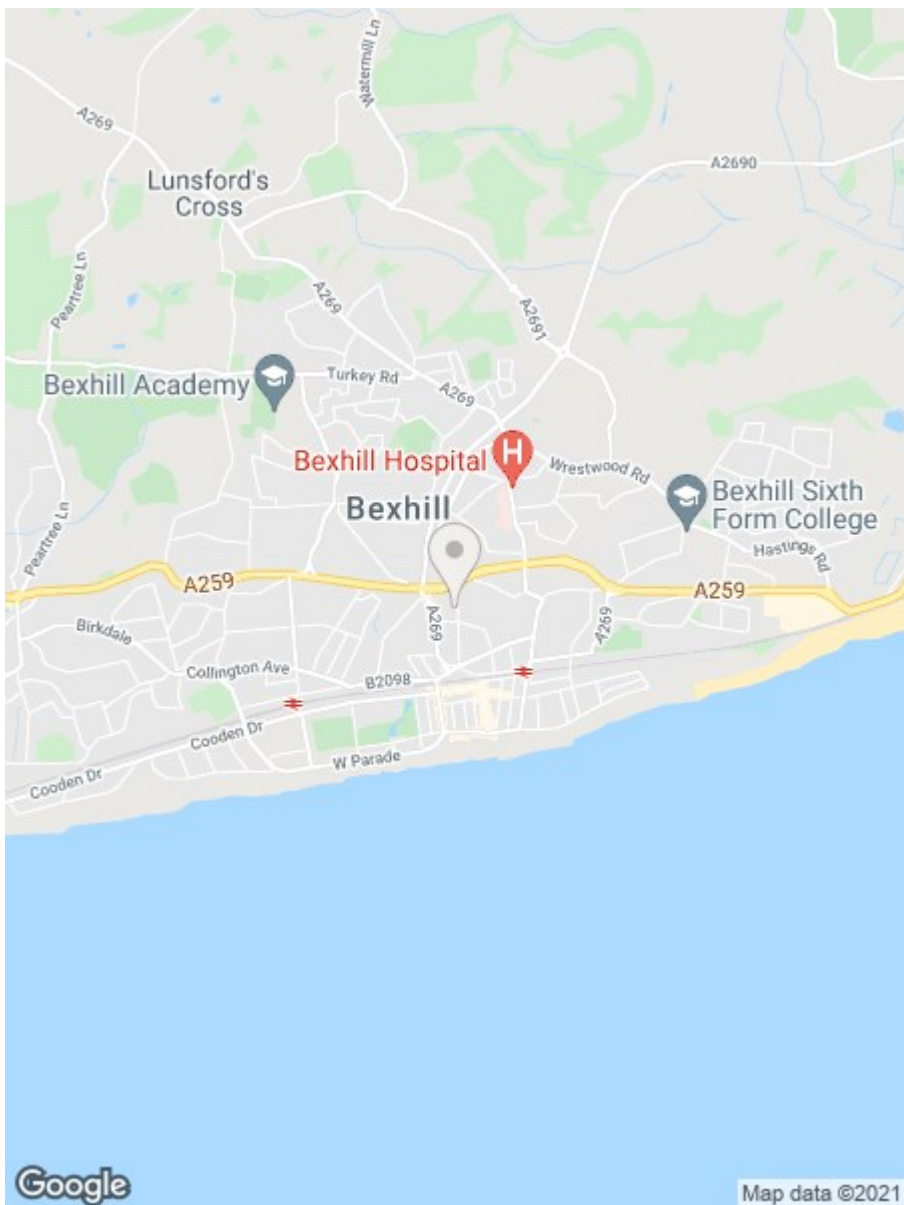 Watermill Ln
A269
A2690
Lunsford's
Cross
Peartree Ln
A269
A2691
Turkey Rd
Bexhill Academy
A269
Bexhill Hospital
H
Wrestwood Rd
Bexhill
Bexhill Sixth
Form College
Hastings Rd
Peartree Ln
A259
A259
A269
A269
Birkdale
Collington Ave
B2098
Cooden Dr
W Parade
Cooden Dr
Google
Map data ©2021